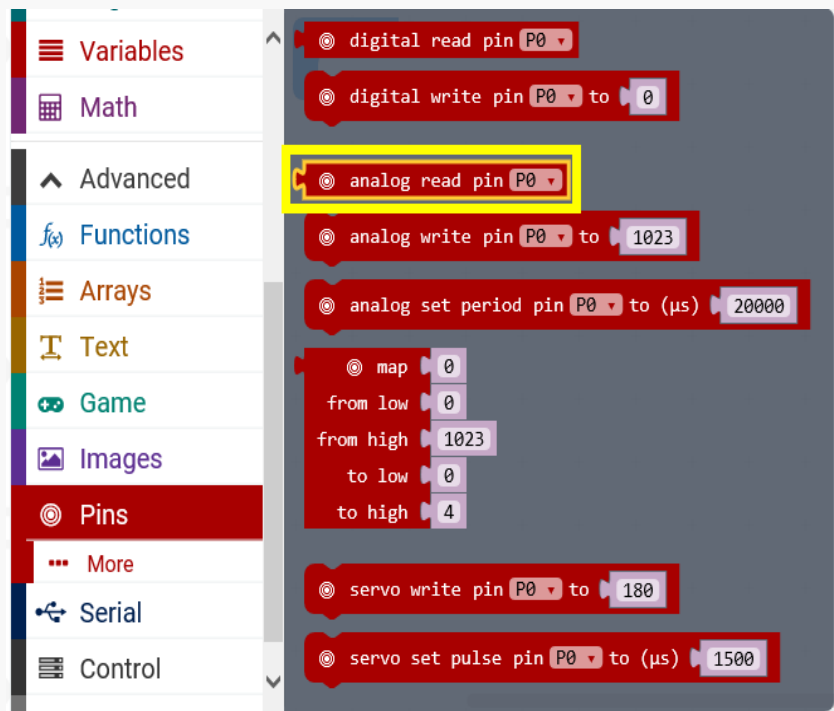 Variables
Math
Advanced
Functions
Arrays
Text
Game
Images
Pins
More
Serial
Control
digital read pin P0
digital write pin P0 to 0
analog read pin P0
analog write pin P0 to 1023
analog set period pin P0 to (µs) 20000
map 0
from low 0
from high 1023
to low 0
to high 4
servo write pin P0 to 180
servo set pulse pin P0 to (µs) 1500